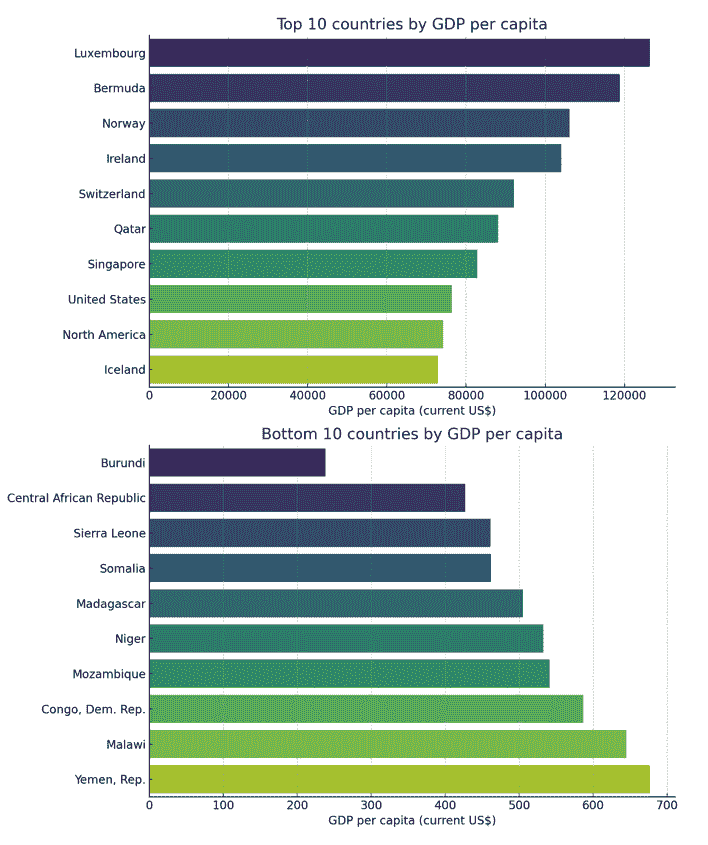 Top 10 countries by GDP per capita
Luxembourg
Bermuda
Norway
Ireland
Switzerland
Qatar
Singapore
United States
North America
Iceland
0 20000 40000 60000 80000 100000 120000
GDP per capita (current US$)
Bottom 10 countries by GDP per capita
Burundi
Central African Republic
Sierra Leone
Somalia
Madagascar
Niger
Mozambique
Congo, Dem. Rep.
Malawi
Yemen, Rep.
0 100 200 300 400 500 600 700
GDP per capita (current US$)